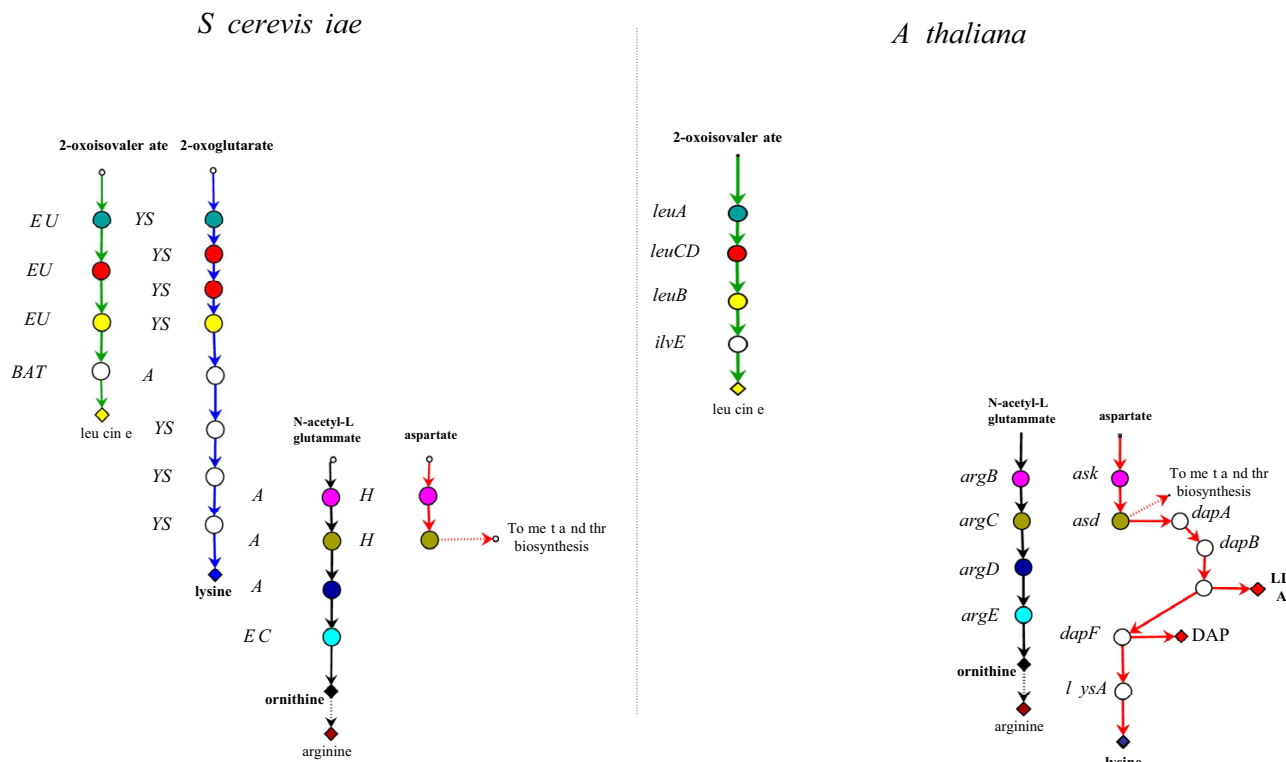 S cerevis iae
A thaliana
2-oxoisovaler ate
2-oxoglutarate
EU
YS
YS
EU
YS
EU
YS
BAT
A
leu cin e
YS
YS
YS
lysine
N-acetyl-L
glutammate
aspartate
A
H
A
H
To me t a nd thr
biosynthesis
A
E C
ornithine
arginine
2-oxoisovaler ate
leuA
leuCD
leuB
ilvE
leu cin e
N-acetyl-L
glutammate
aspartate
argB
ask
To me t a nd thr
biosynthesis
argC
asd
dapA
dapB
argD
LL
A
argE
dapF
DAP
ornithine
l ysA
arginine
lysine